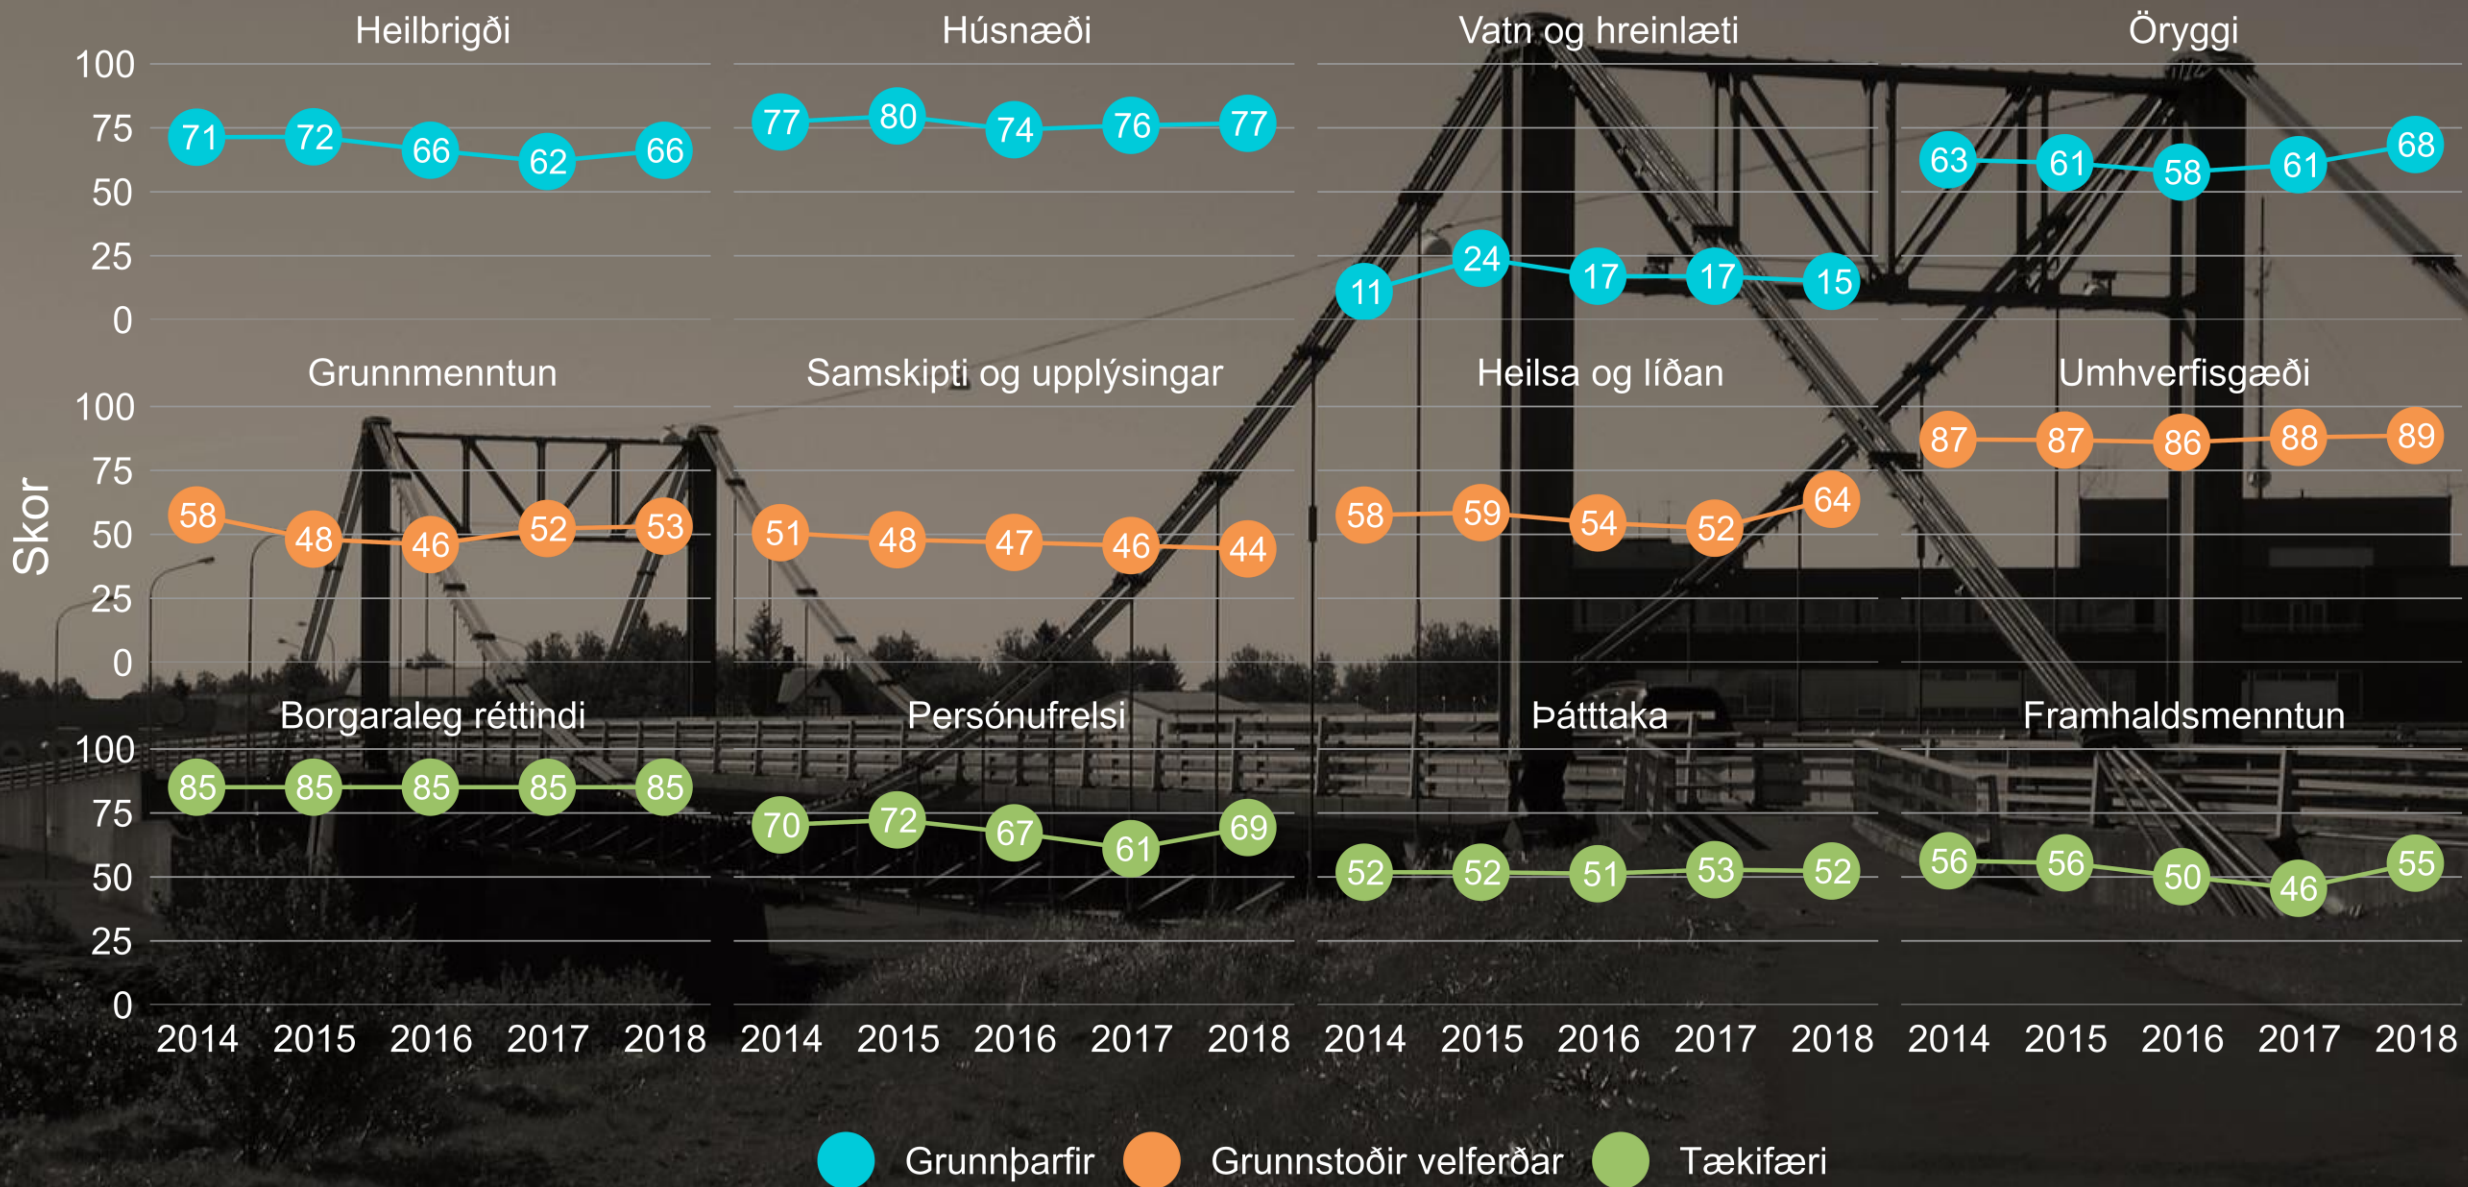 Heilbrigði Húsnæði Vatn og hreinlæti Öryggi
100
75
50
25
0
71 72 66 62 66
77 80 74 76 77
11 24 17 17 15
63 61 58 61 68
Grunnmenntun Samskipti og upplýsingar Heilsa og líðan Umhverfisgæði
Skor
100
75
50
25
0
58 48 46 52 53
51 48 47 46 44
58 59 54 52 64
87 87 86 88 89
Borgaraleg réttindi Persónufrelsi Þátttaka Framhaldsmenntun
100
75
50
25
0
85 85 85 85 85
70 72 67 61 69
52 52 51 53 52
56 56 50 46 55
2014 2015 2016 2017 2018 2014 2015 2016 2017 2018 2014 2015 2016 2017 2018 2014 2015 2016 2017 2018
Grunnþarfir Grunnstoðir velferðar Tækifæri